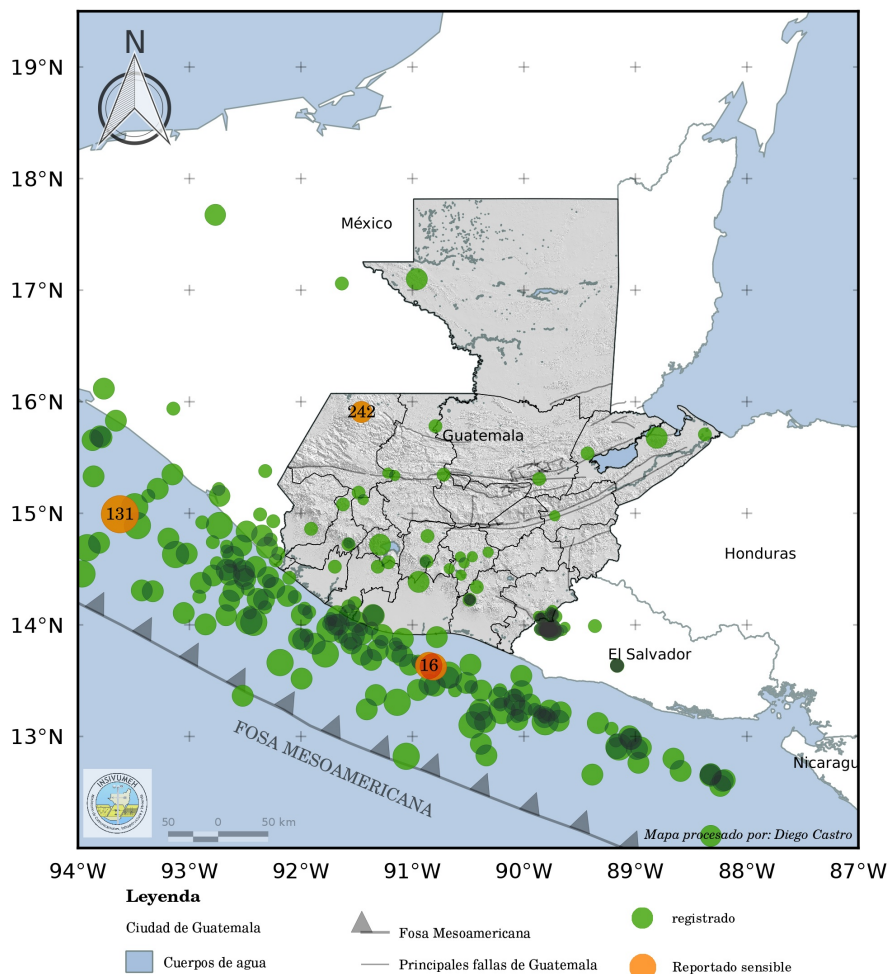 N
19°N
18°N
México
17°N
16°N
242
Guatemala
15°N
131
Honduras
14°N
El Salvador
16
13°N
FOSA MESOAMERICANA
Nicaragu
INSIVUMEH
50 0 50 km
Mapa procesado por: Diego Castro
94°W 93°W 92°W 91°W 90°W 89°W 88°W 87°W
Leyenda
Ciudad de Guatemala
Fosa Mesoamericana
registrado
Cuerpos de agua
Principales fallas de Guatemala
Reportado sensible